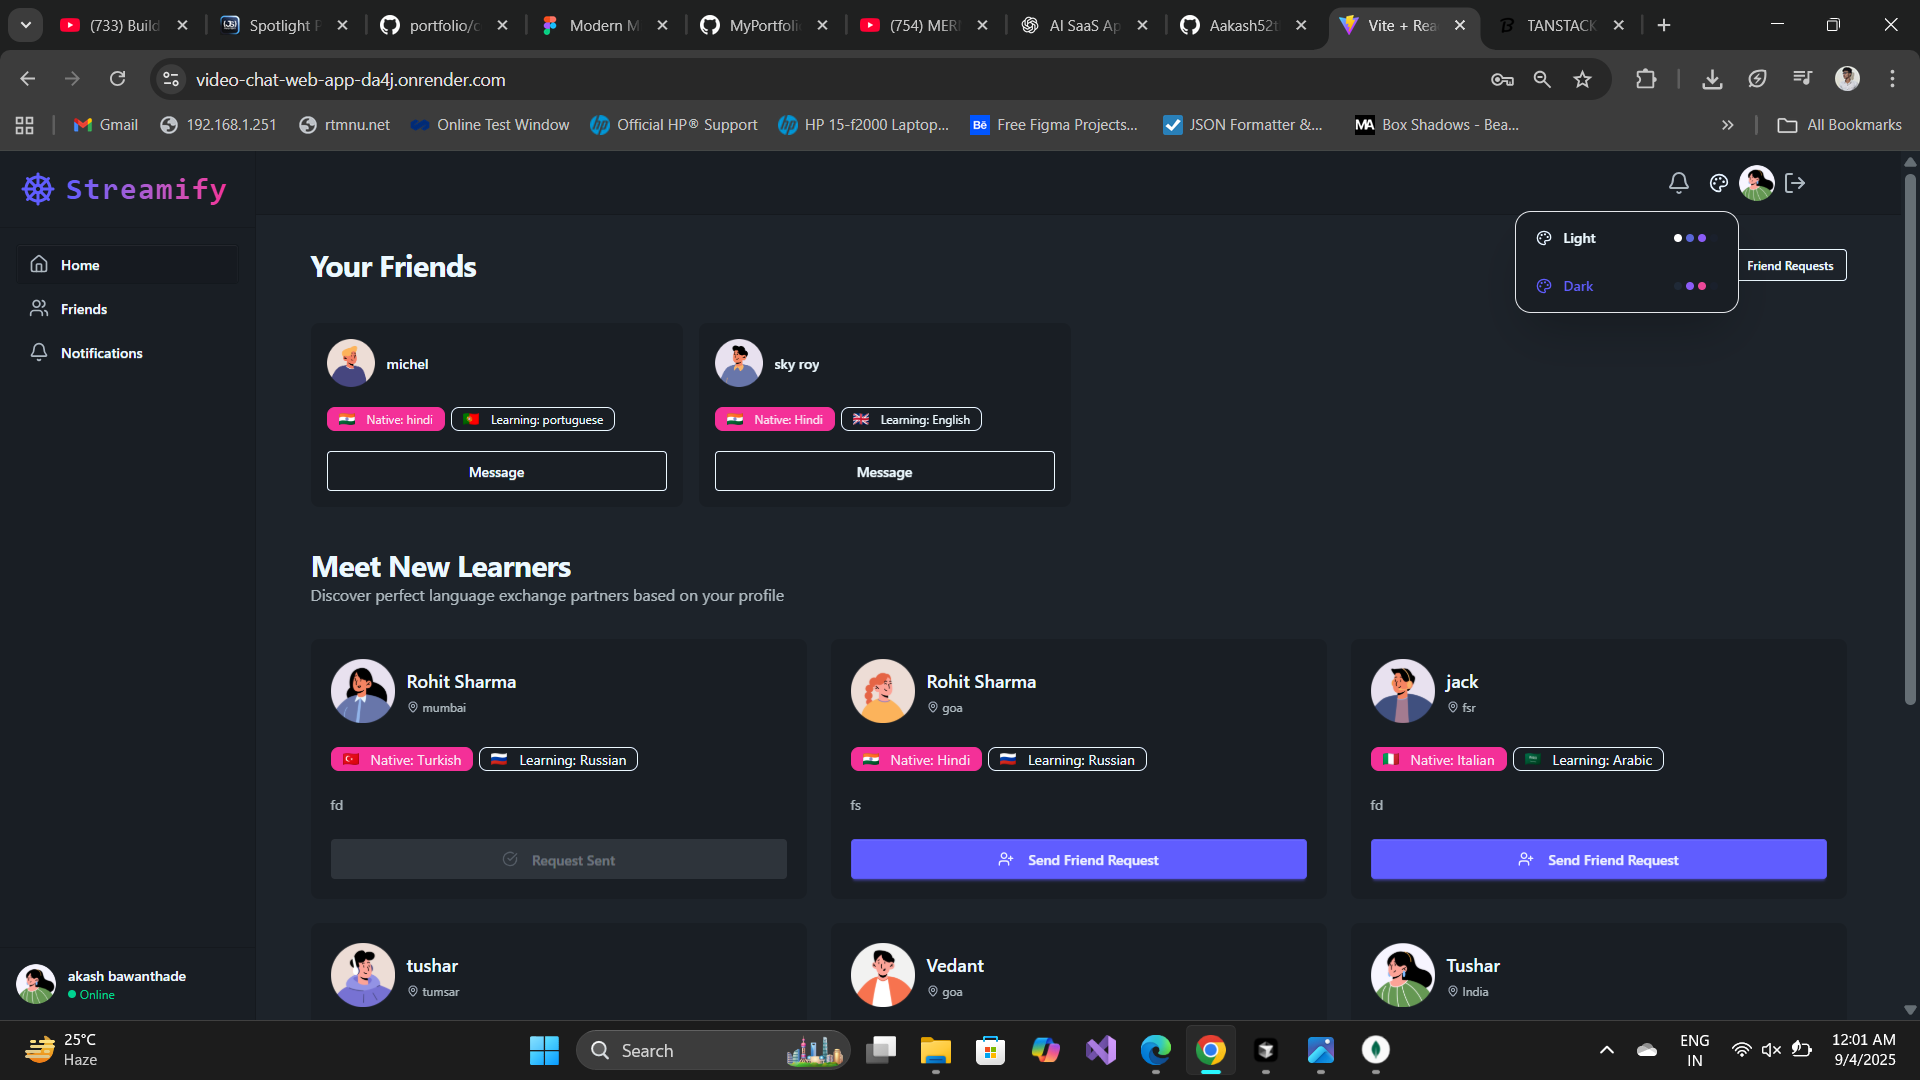 (733) Build
Spotlight P
portfolio/c
Modern M
MyPortfolio
(754) MERN
AI SaaS Ap
Aakash52t
Vite + Rea
TANSTACK
video-chat-web-app-da4j.onrender.com
Gmail
192.168.1.251
rtmnu.net
Online Test Window
Official HP® Support
HP 15-f2000 Laptop...
Free Figma Projects...
JSON Formatter &...
Box Shadows - Bea...
All Bookmarks
Streamify
Home
Friends
Notifications
Light
Dark
Friend Requests
Your Friends
michel
Native: hindi
Learning: portuguese
Message
sky roy
Native: Hindi
Learning: English
Message
Meet New Learners
Discover perfect language exchange partners based on your profile
Rohit Sharma
mumbai
Native: Turkish
Learning: Russian
fd
Request Sent
Rohit Sharma
goa
Native: Hindi
Learning: Russian
fs
Send Friend Request
jack
fsr
Native: Italian
Learning: Arabic
fd
Send Friend Request
tushar
tumsar
Vedant
goa
Tushar
India
akash bawanthade
Online
25°C
Haze
Search
ENG
IN
12:01 AM
9/4/2025